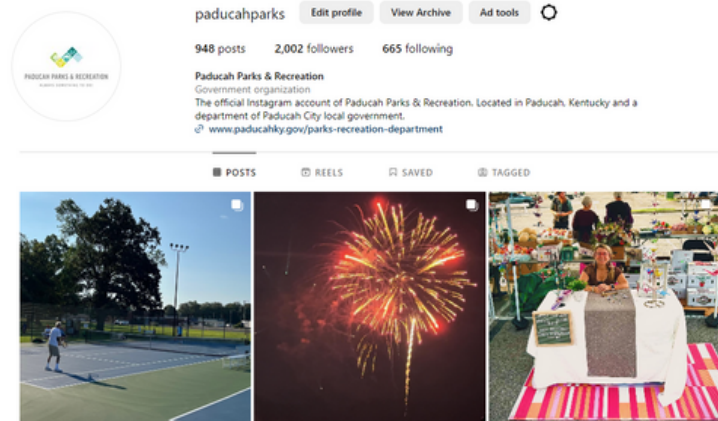 paducahparks
Edit profile
View Archive
Ad tools
948 posts
2,002 followers
665 following
PADUCAH PARKS & RECREATION
Paducah Parks & Recreation
Government organization
The official Instagram account of Paducah Parks & Recreation. Located in Paducah, Kentucky and a
department of Paducah City local government.
www.paducahky.gov/parks-recreation-department
POSTS
REELS
SAVED
TAGGED